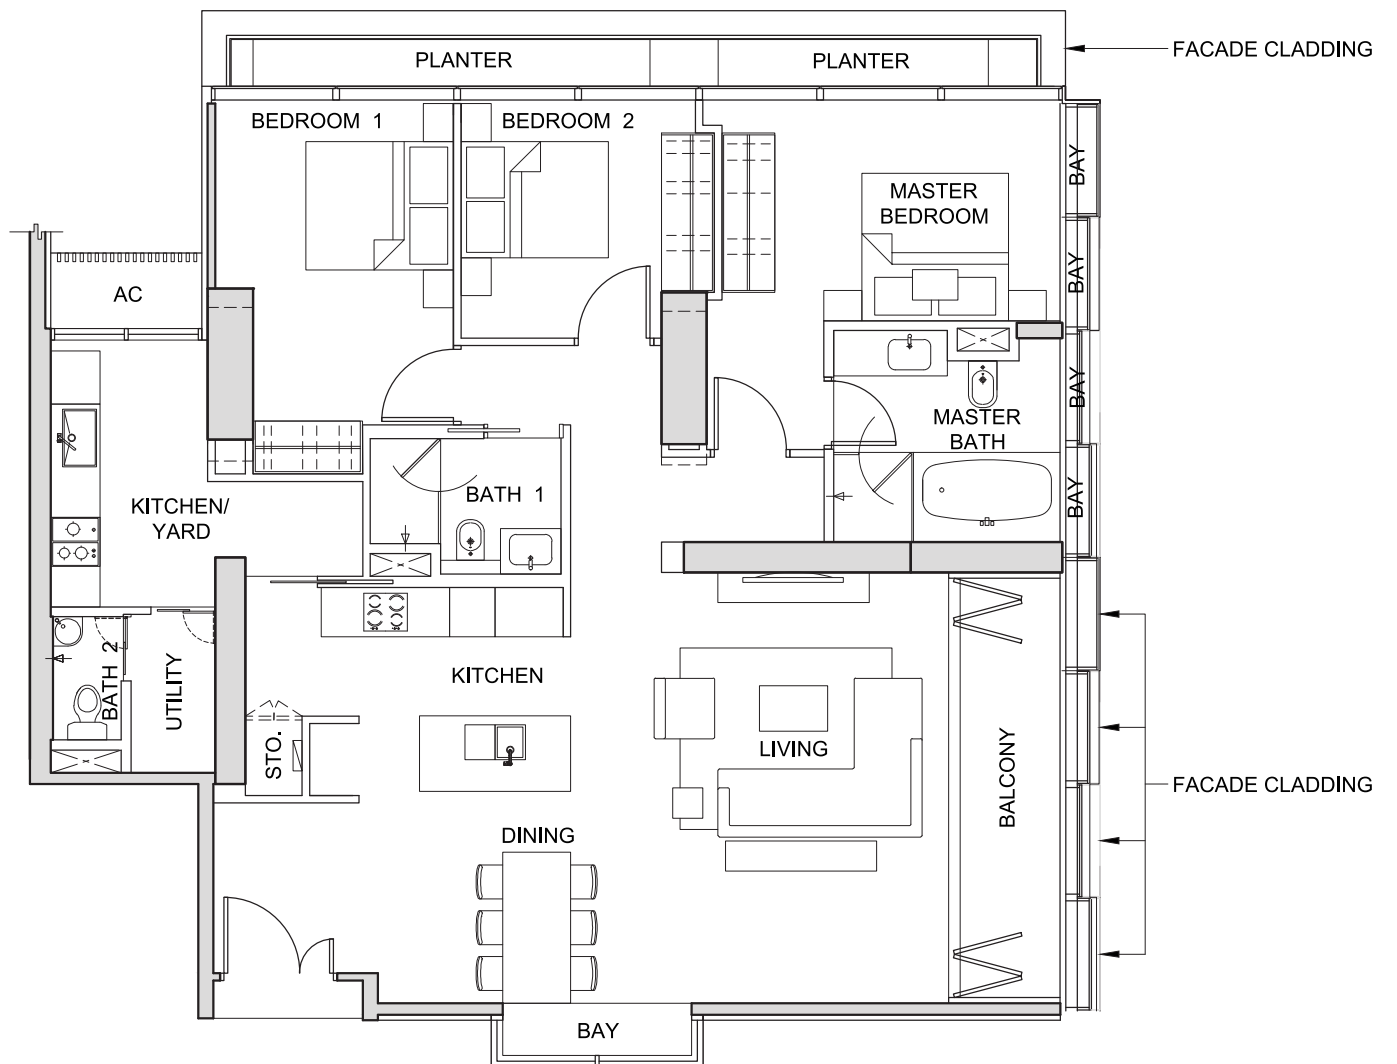 PLANTER
PLANTER
FACADE CLADDING
BEDROOM 1
BEDROOM 2
BAY
MASTER
BEDROOM
BAY
AC
BAY
MASTER
BATH
BAY
BATH 1
KITCHEN/
YARD
BATH 2
UTILITY
KITCHEN
STO.
LIVING
BALCONY
FACADE CLADDING
DINING
BAY